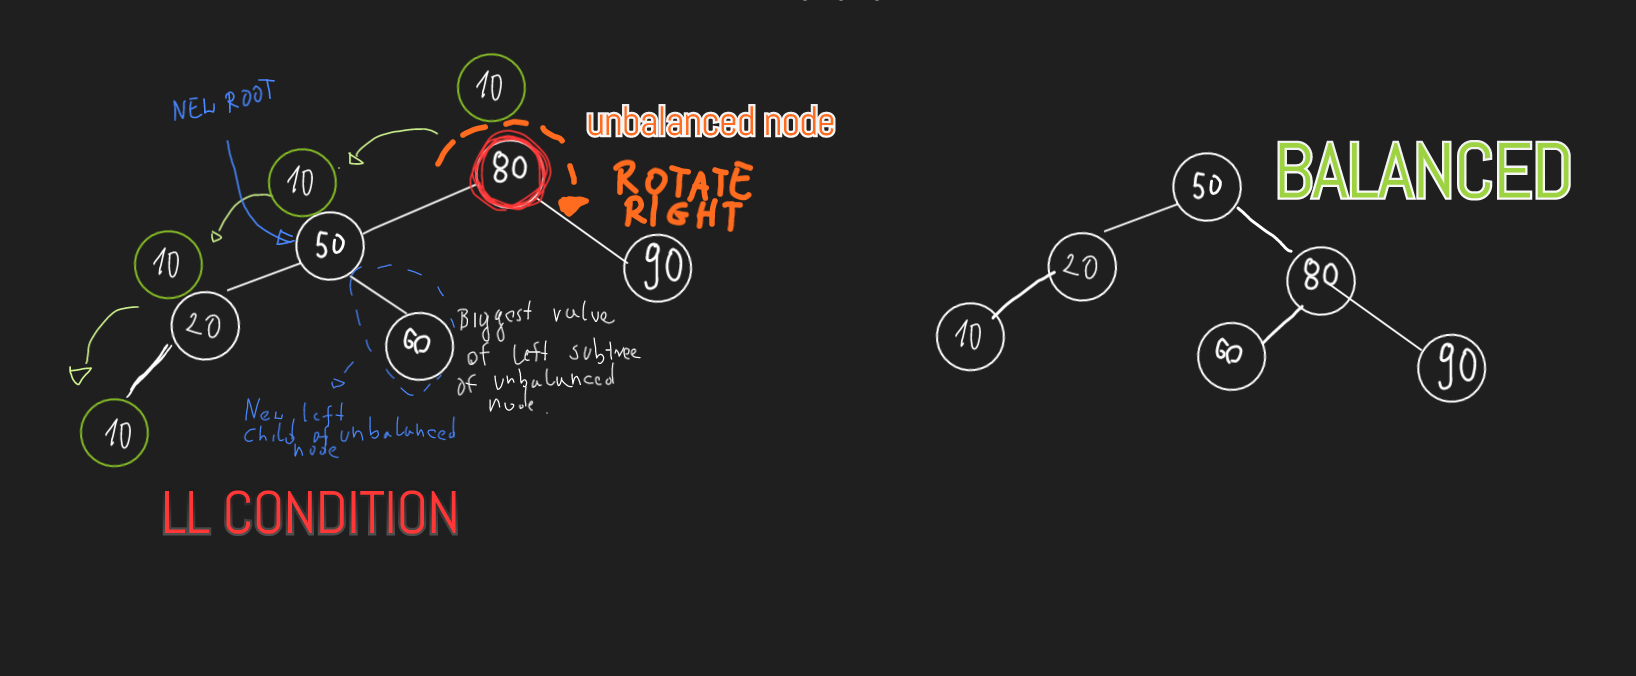 10
NEW ROOT
unbalanced node
80
ROTATE
RIGHT
10
50
90
10
20
60
Biggest value
of left subtree
of unbalanced
node.
New left
child of unbalanced
node
10
LL CONDITION
BALANCED
50
20
80
10
60
90